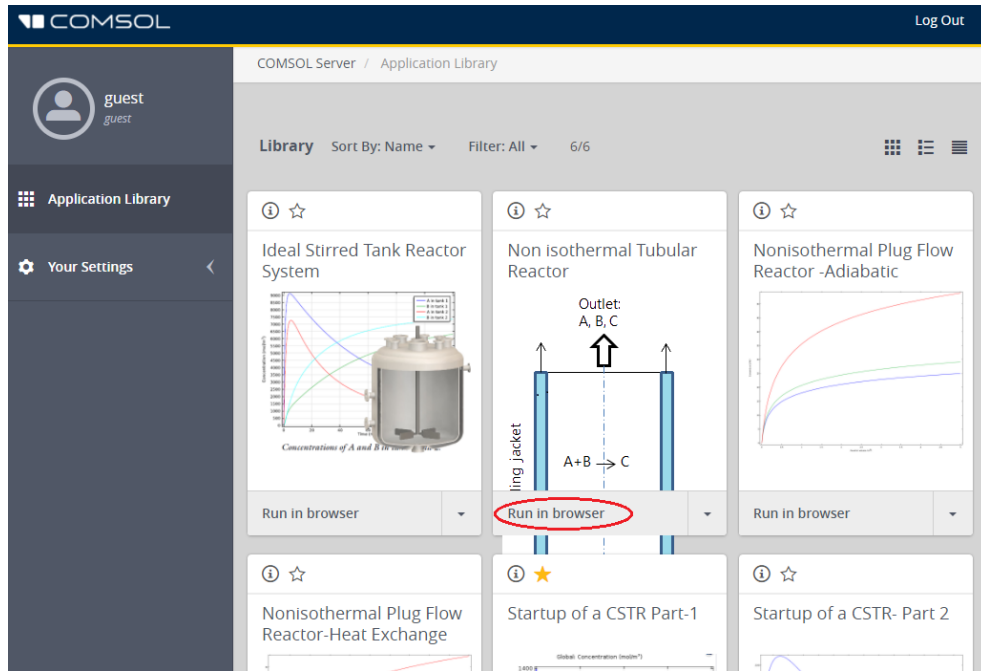 COMSOL
Log Out
COMSOL Server / Application Library
guest
guest
Library Sort By: Name Filter: All 6/6
Application Library
Your Settings
Ideal Stirred Tank Reactor
System
Non isothermal Tubular
Reactor
Nonisothermal Plug Flow
Reactor -Adiabatic
Outlet:
A, B, C
ling jacket
A+B → C
Concentrations of A and B in
Run in browser
Run in browser
Run in browser
Nonisothermal Plug Flow
Reactor-Heat Exchange
Startup of a CSTR Part-1
Startup of a CSTR- Part 2
Global: Concentration (mol/m³)
1400